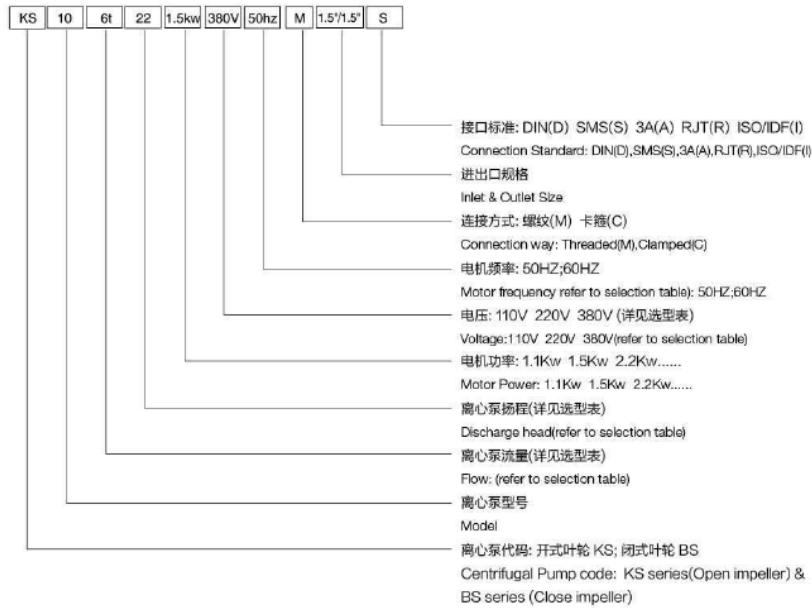 KS 10 6t 22 1.5kw 380V 50hz M 1.5"/1.5" S
接口标准: DIN(D) SMS(S) 3A(A) RJT(R) ISO/IDF(I)
Connection Standard: DIN(D),SMS(S),3A(A),RJT(R),ISO/IDF(I)
进出口规格
Inlet & Outlet Size
连接方式: 螺纹(M) 卡箍(C)
Connection way: Threaded(M),Clamped(C)
电机频率: 50HZ;60HZ
Motor frequency refer to selection table): 50HZ;60HZ
电压: 110V 220V 380V (详见选型表)
Voltage:110V 220V 380V(refer to selection table)
电机功率: 1.1Kw 1.5Kw 2.2Kw......
Motor Power: 1.1Kw 1.5Kw 2.2Kw......
离心泵扬程(详见选型表)
Discharge head(refer to selection table)
离心泵流量(详见选型表)
Flow: (refer to selection table)
离心泵型号
Model
离心泵代码: 开式叶轮 KS; 闭式叶轮 BS
Centrifugal Pump code: KS series(Open impeller) &
BS series (Close impeller)